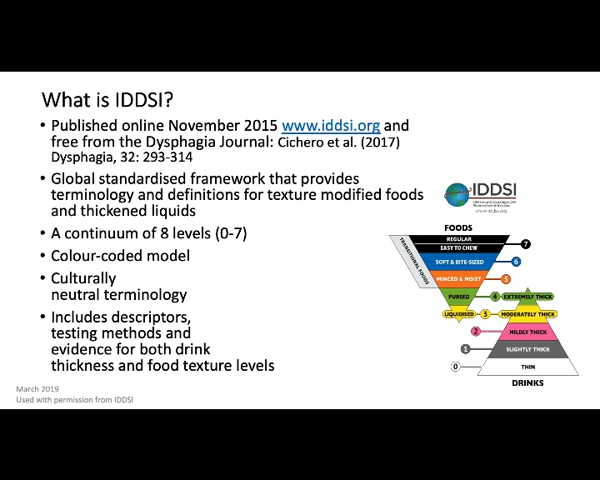 What is IDDSI?
• Published online November 2015 www.iddsi.org and
free from the Dysphagia Journal: Cichero et al. (2017)
Dysphagia, 32: 293-314
• Global standardised framework that provides
terminology and definitions for texture modified foods
and thickened liquids
• A continuum of 8 levels (0-7)
• Colour-coded model
• Culturally
neutral terminology
• Includes descriptors,
testing methods and
evidence for both drink
thickness and food texture levels
IDDSI
www.iddsi.org
FOODS
TRANSITIONAL FOODS
REGULAR
EASY TO CHEW
7
SOFT & BITE-SIZED
6
MINCED & MOIST
5
PUREED
4
EXTREMELY THICK
LIQUIDISED
3
MODERATELY THICK
2
MILDLY THICK
1
SLIGHTLY THICK
0
THIN
DRINKS
March 2019
Used with permission from IDDSI